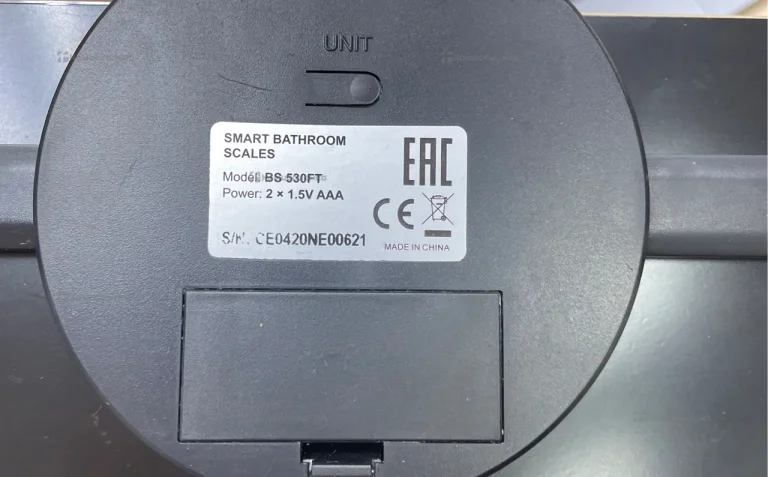 UNIT
SMART BATHROOM
SCALES
Model: BS 530FT
Power: 2 × 1.5V AAA
S/N: CE0420NE00621
EAC
CE
MADE IN CHINA